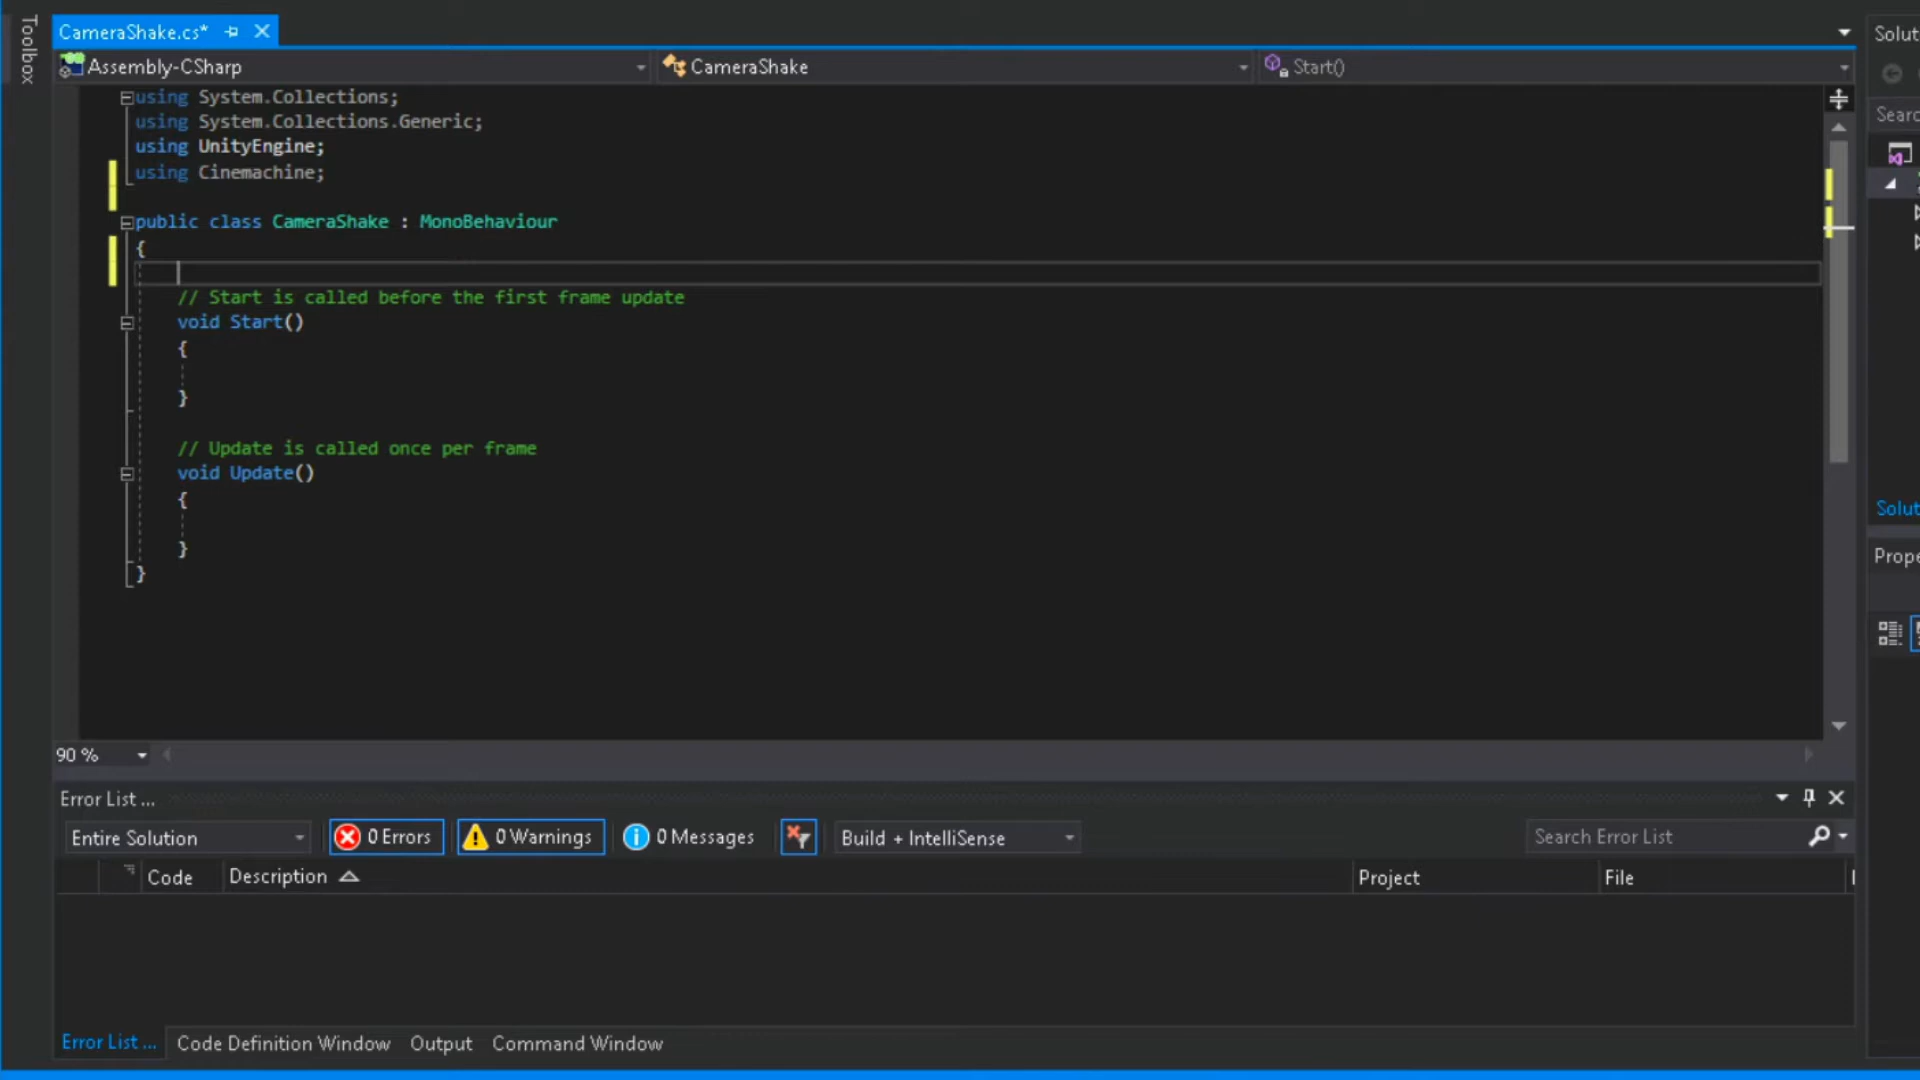 Toolbox
CameraShake.cs*
Solut
Assembly-CSharp
CameraShake
Start()
using System.Collections;
using System.Collections.Generic;
using UnityEngine;
using Cinemachine;
Searc
public class CameraShake : MonoBehaviour
{
// Start is called before the first frame update
void Start()
{
}
// Update is called once per frame
void Update()
{
}
}
Solut
Prope
90 %
Error List ...
Entire Solution
0 Errors
0 Warnings
0 Messages
Build + IntelliSense
Search Error List
Code
Description
Project
File
Error List ...
Code Definition Window
Output
Command Window